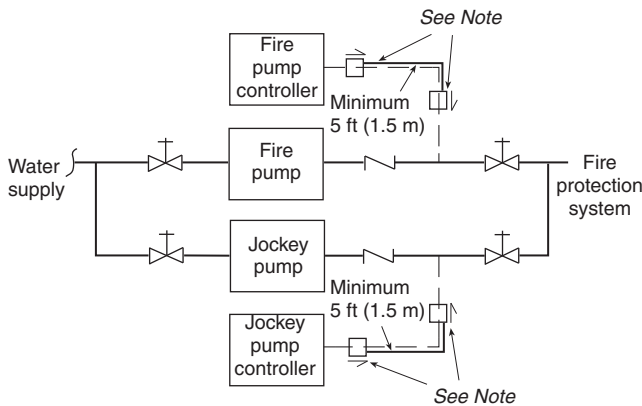 See Note
Fire
pump
controller
Minimum
5 ft (1.5 m)
Water
supply
Fire
pump
Fire
protection
system
Jockey
pump
Minimum
5 ft (1.5 m)
Jockey
pump
controller
See Note